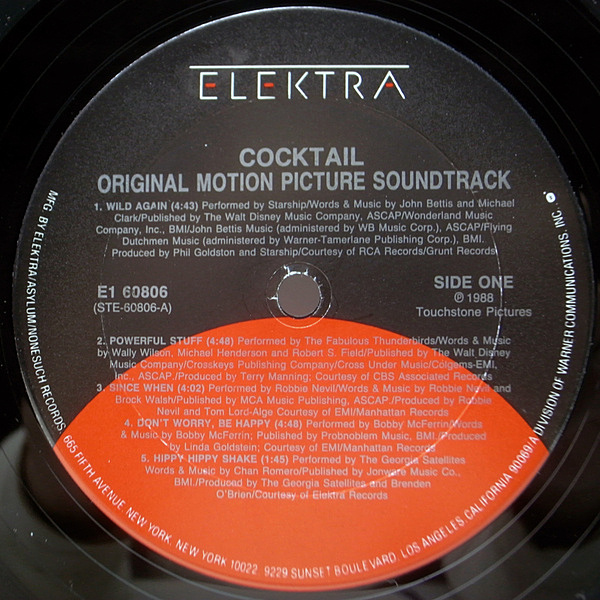 ELEKTRA
COCKTAIL
ORIGINAL MOTION PICTURE SOUNDTRACK
1. WILD AGAIN (4:43) Performed by Starship/Words & Music by John Bettis and Michael
Clark/Published by The Walt Disney Music Company, ASCAP/Wonderland Music
Company, Inc., BMI/John Bettis Music (administered by WB Music Corp.), ASCAP/Flying
Dutchmen Music (administered by Warner-Tamerlane Publishing Corp.), BMI.
Produced by Phil Goldston and Starship/Courtesy of RCA Records/Grunt Records
E1 60806
(STE-60806-A)
SIDE ONE
℗ 1988
Touchstone Pictures
2. POWERFUL STUFF (4:48) Performed by The Fabulous Thunderbirds/Words & Music
by Wally Wilson, Michael Henderson and Robert S. Field/Published by The Walt Disney
Music Company/Crosskeys Publishing Company/Cross Under Music/Colgems-EMI,
Inc., ASCAP./Produced by Terry Manning; Courtesy of CBS Associated Records
3. SINCE WHEN (4:02) Performed by Robbie Nevil/Words & Music by Robbie Nevil and
Brock Walsh/Published by MCA Music Publishing, ASCAP./Produced by Robbie
Nevil and Tom Lord-Alge Courtesy of EMI/Manhattan Records
4. DON'T WORRY, BE HAPPY (4:48) Performed by Bobby McFerrin/Words
& Music by Bobby McFerrin; Published by Probnoblem Music, BMI./Produced
by Linda Goldstein; Courtesy of EMI/Manhattan Records
5. HIPPY HIPPY SHAKE (1:45) Performed by The Georgia Satellites
Words & Music by Chan Romero/Published by Jonware Music Co.,
BMI./Produced by The Georgia Satellites and Brenden
O'Brien/Courtesy of Elektra Records
MFG. BY ELEKTRA/ASYLUM/NONESUCH RECORDS 665 FIFTH AVENUE, NEW YORK, NEW YORK 10022 9229 SUNSET BOULEVARD, LOS ANGELES, CALIFORNIA 90069/A DIVISION OF WARNER COMMUNICATIONS, INC.